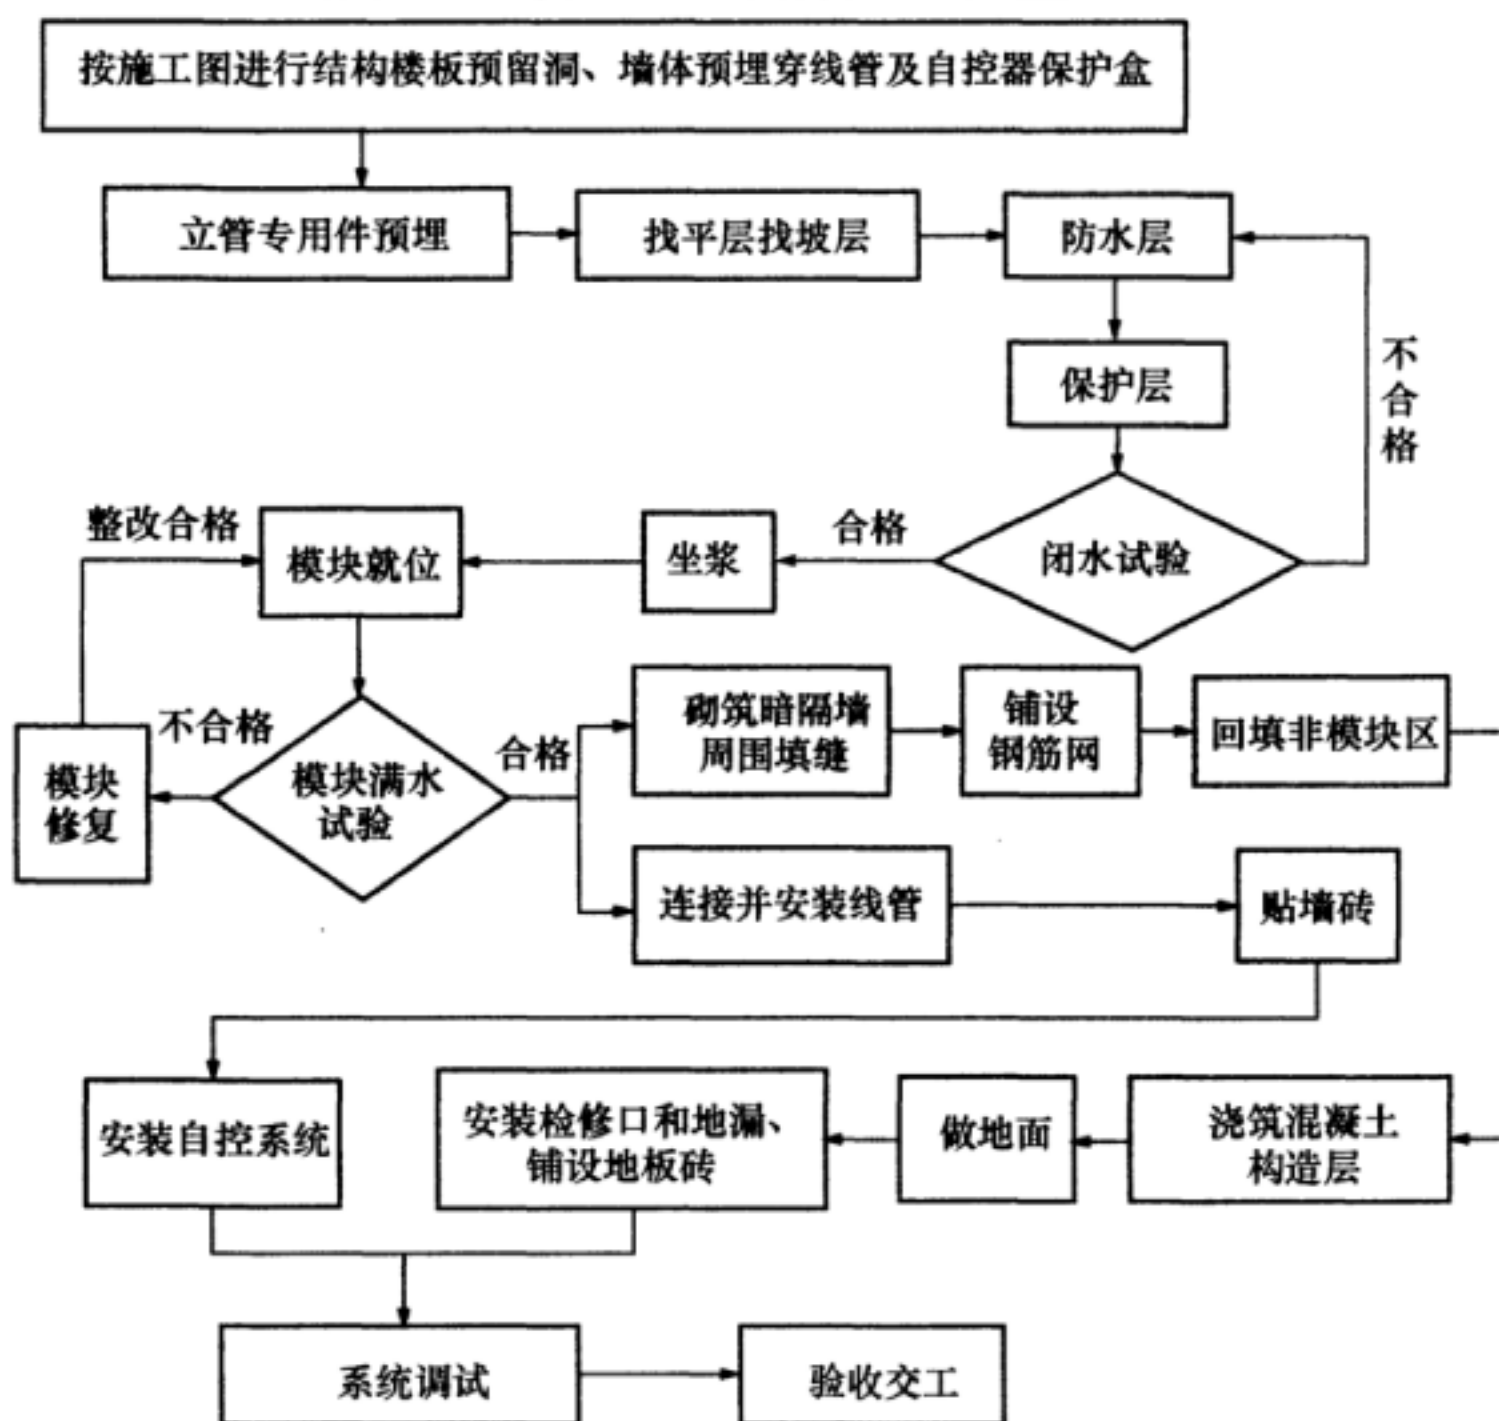 按施工图进行结构楼板预留洞、墙体预埋穿线管及自控器保护盒
立管专用件预埋
找平层找坡层
防水层
不合格
保护层
整改合格
模块就位
坐浆
合格
闭水试验
不合格
模块
修复
模块满水
试验
合格
砌筑暗隔墙
周围填缝
铺设
钢筋网
回填非模块区
连接并安装线管
贴墙砖
安装自控系统
安装检修口和地漏、
铺设地板砖
做地面
浇筑混凝土
构造层
系统调试
验收交工